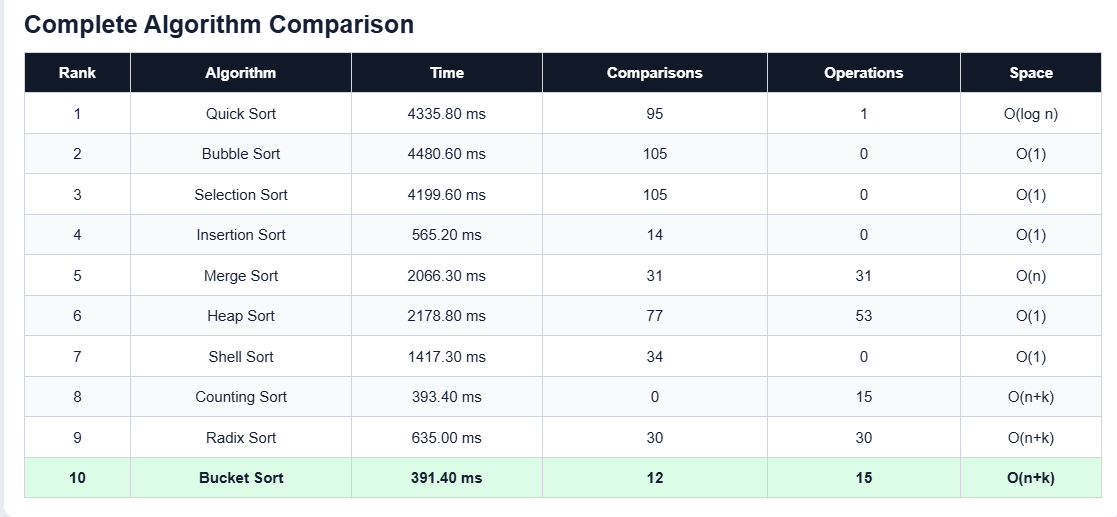 Complete Algorithm Comparison
Rank Algorithm Time Comparisons Operations Space
1 Quick Sort 4335.80 ms 95 1 O(log n)
2 Bubble Sort 4480.60 ms 105 0 O(1)
3 Selection Sort 4199.60 ms 105 0 O(1)
4 Insertion Sort 565.20 ms 14 0 O(1)
5 Merge Sort 2066.30 ms 31 31 O(n)
6 Heap Sort 2178.80 ms 77 53 O(1)
7 Shell Sort 1417.30 ms 34 0 O(1)
8 Counting Sort 393.40 ms 0 15 O(n+k)
9 Radix Sort 635.00 ms 30 30 O(n+k)
10 Bucket Sort 391.40 ms 12 15 O(n+k)